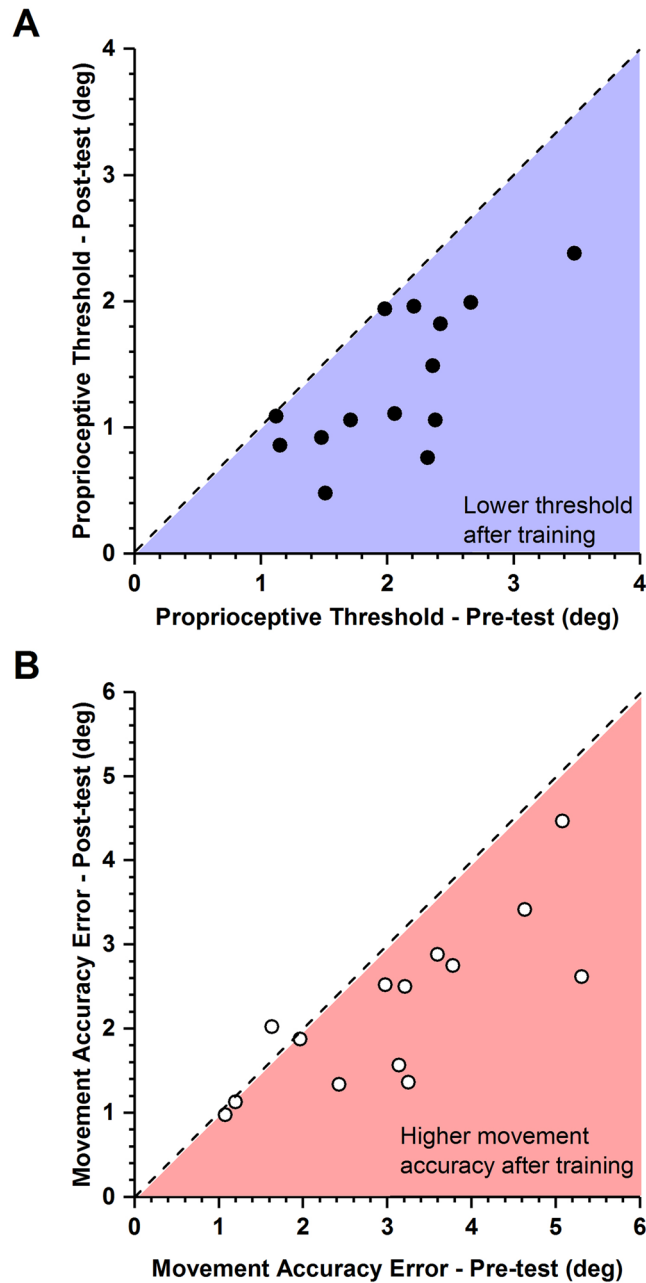 A
4
3
2
1
0
Proprioceptive Threshold - Post-test (deg)
Lower threshold
after training
0 1 2 3 4
Proprioceptive Threshold - Pre-test (deg)
B
6
5
4
3
2
1
0
Movement Accuracy Error - Post-test (deg)
Higher movement
accuracy after training
0 1 2 3 4 5 6
Movement Accuracy Error - Pre-test (deg)